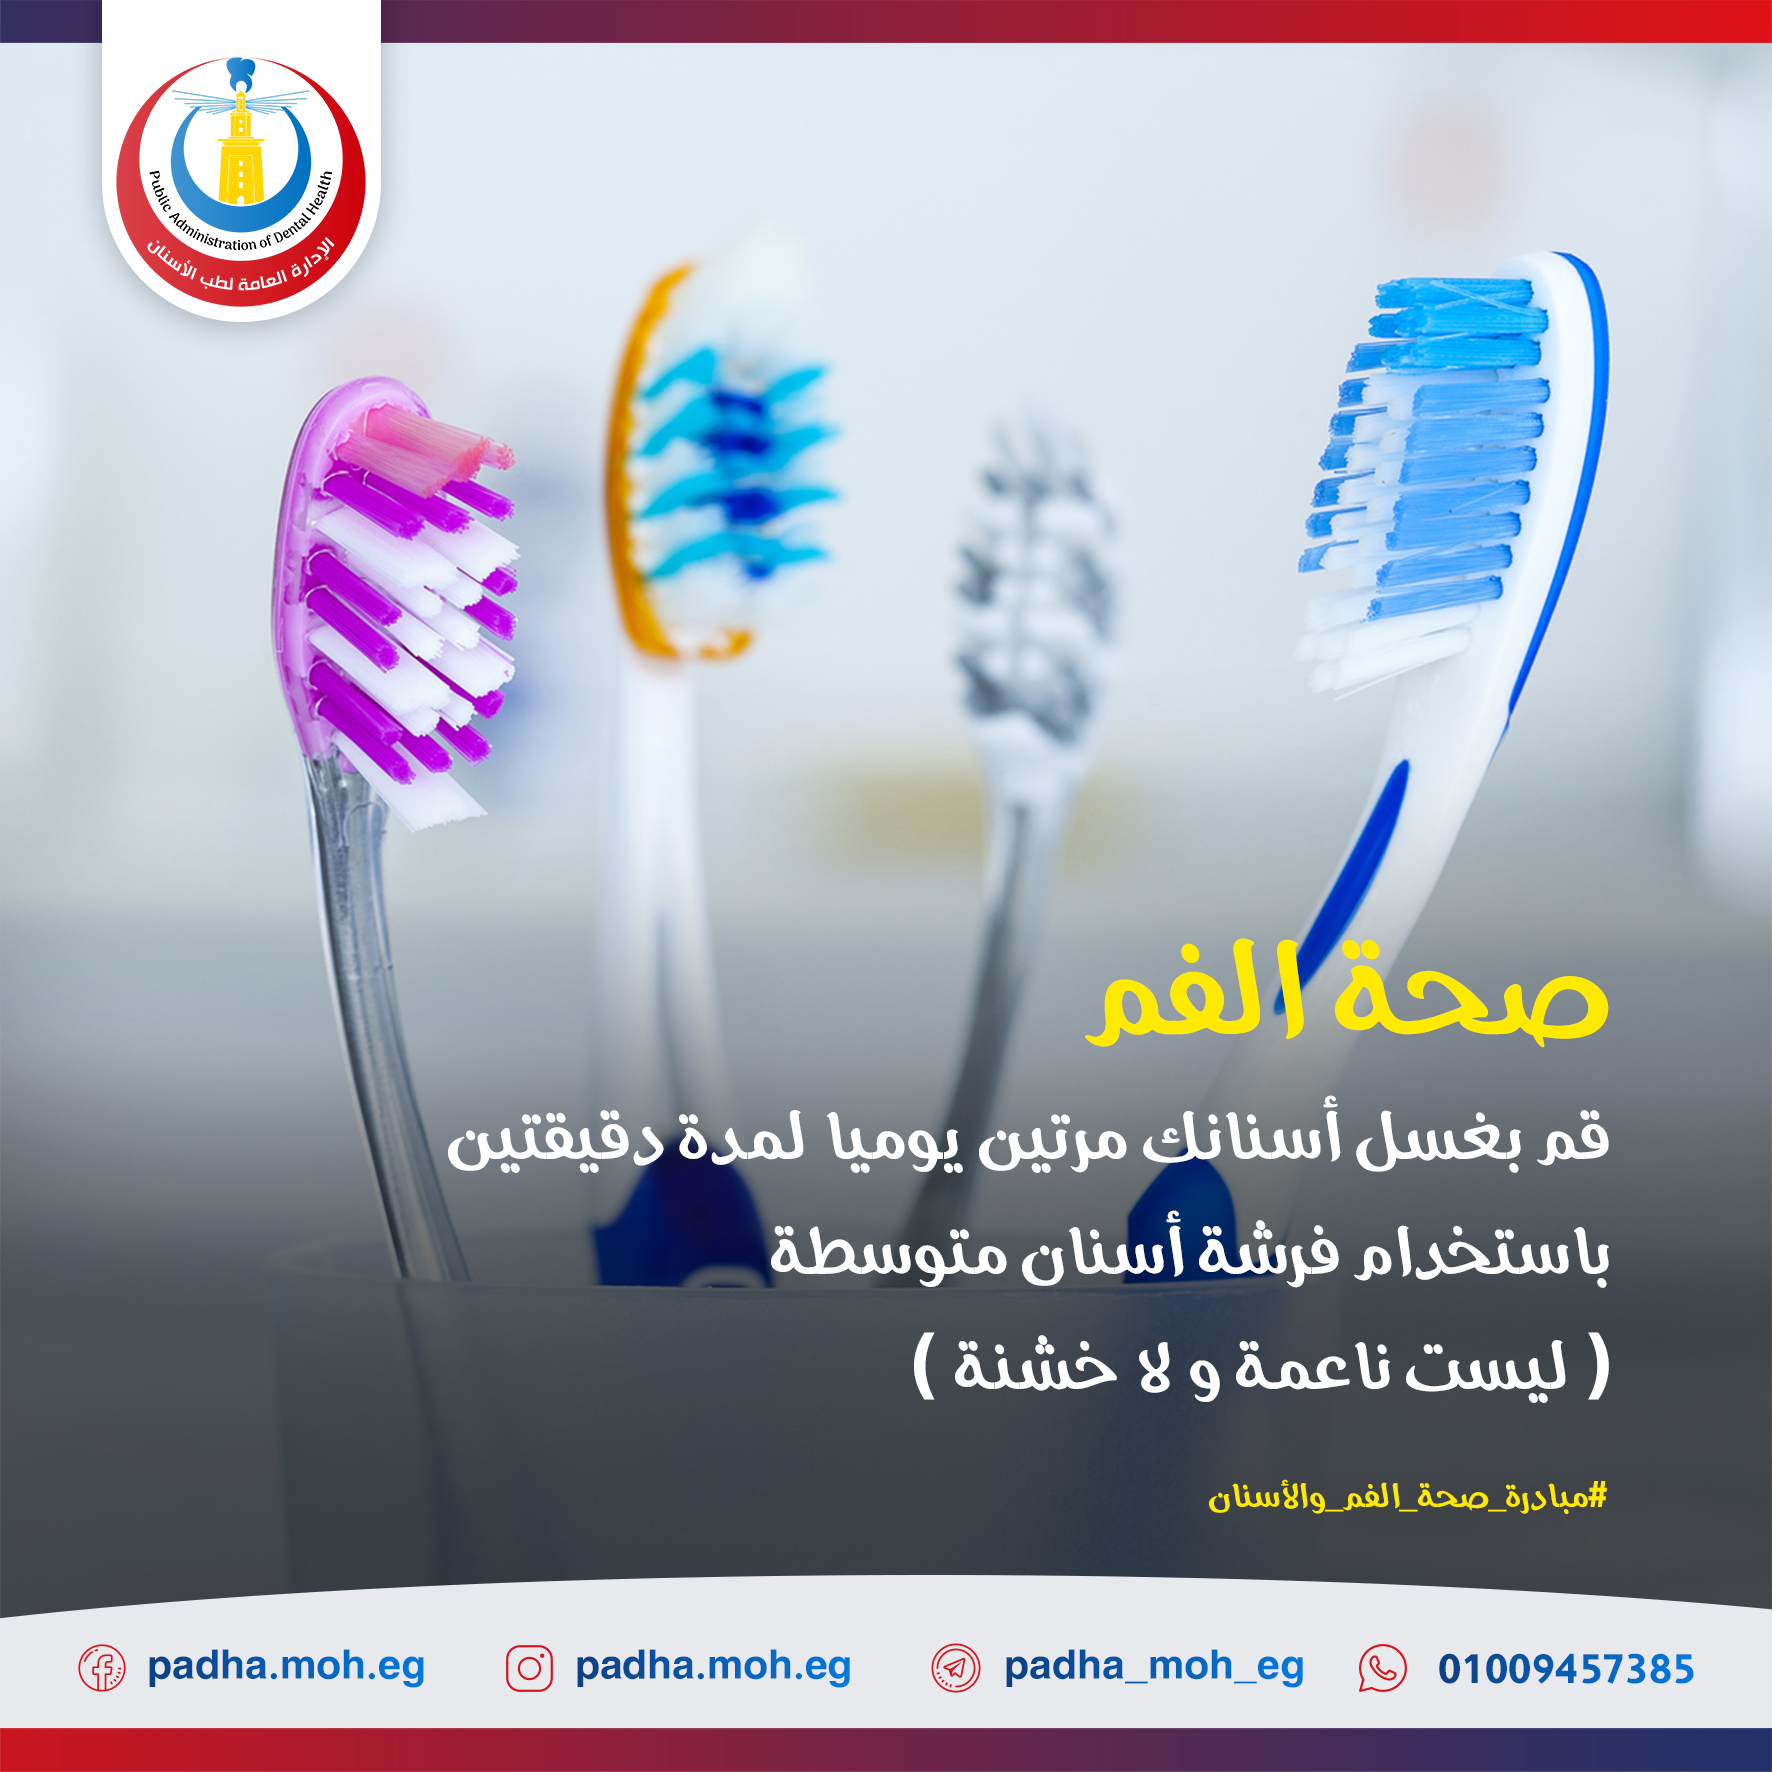 Public Administration of Dental Health
الإدارة العامة لطب الأسنان
صحة الفم
قم بغسل أسنانك مرتين يوميا لمدة دقيقتين
باستخدام فرشة أسنان متوسطة
( ليست ناعمة و لا خشنة )
#مبادرة_صحة_الفم_والأسنان
padha.moh.eg
padha.moh.eg
padha_moh_eg
01009457385